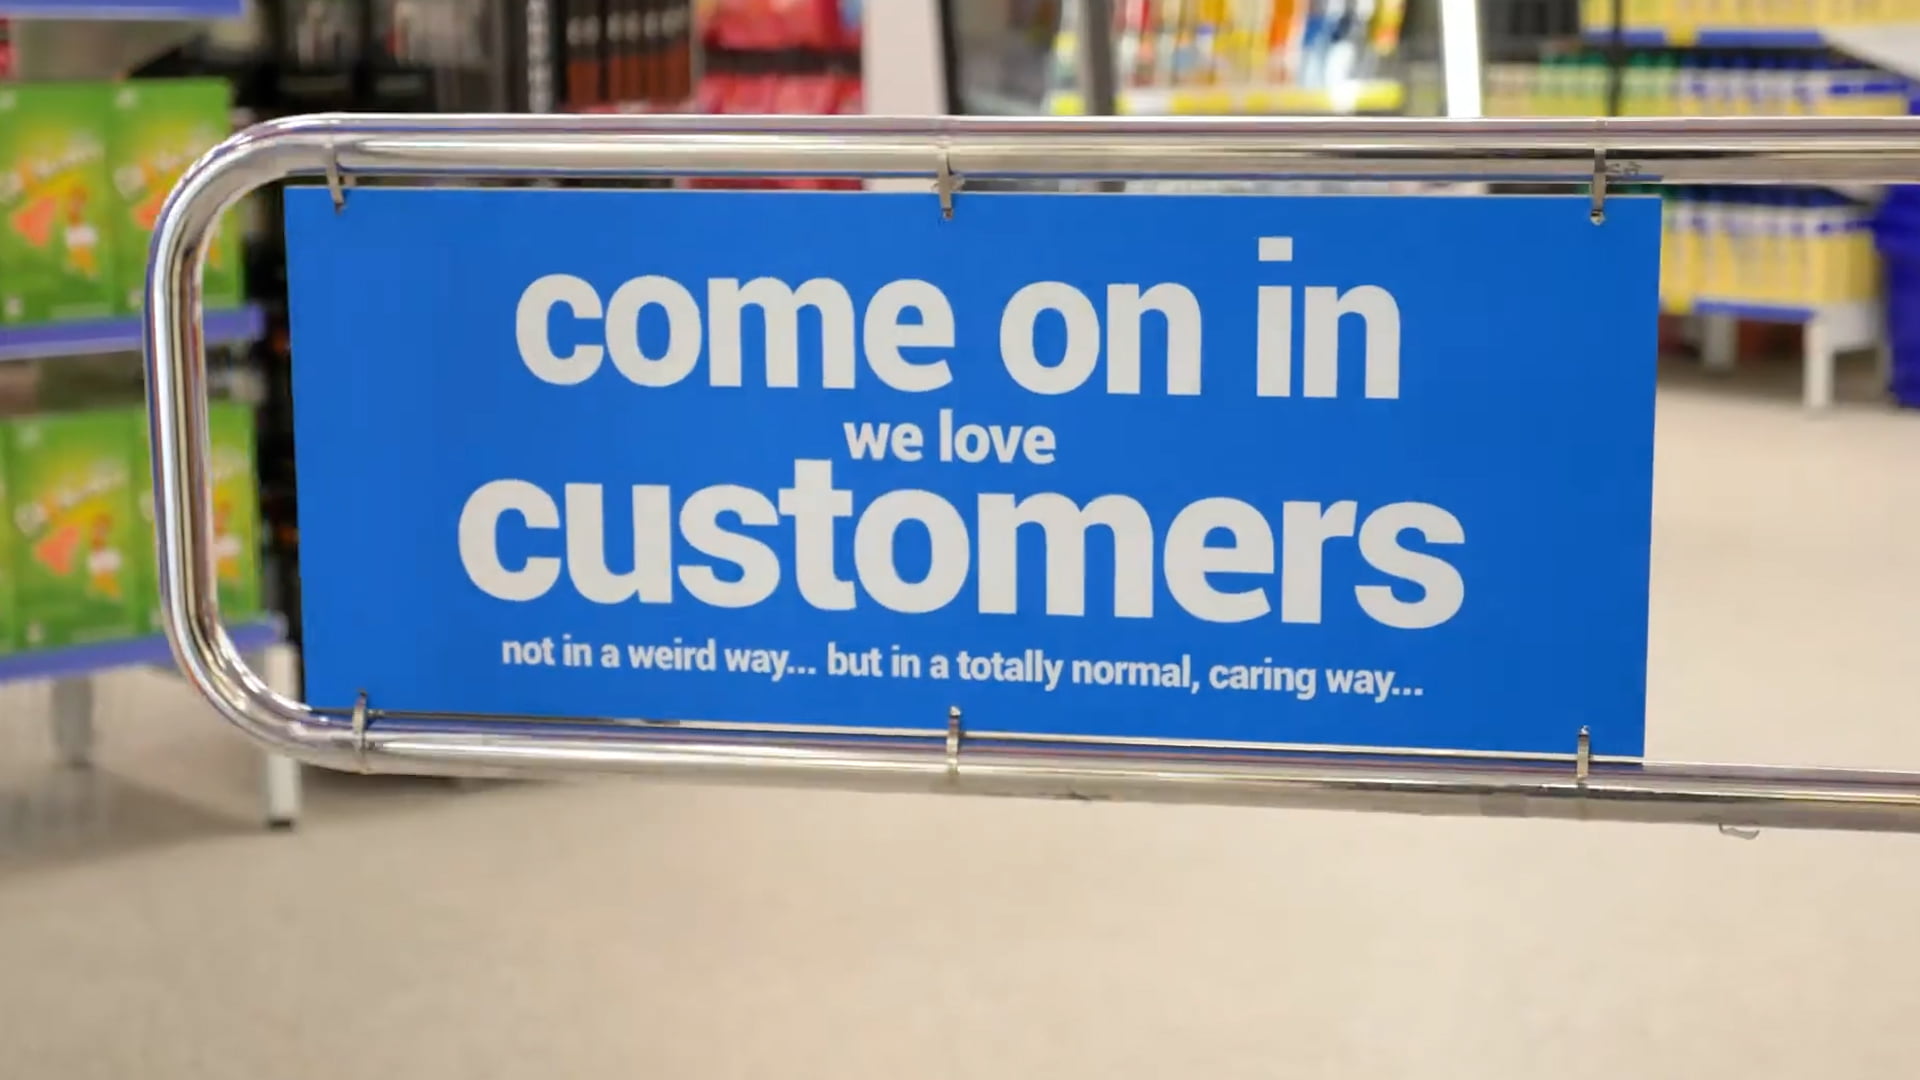 come on in
we love
customers
not in a weird way... but in a totally normal, caring way...